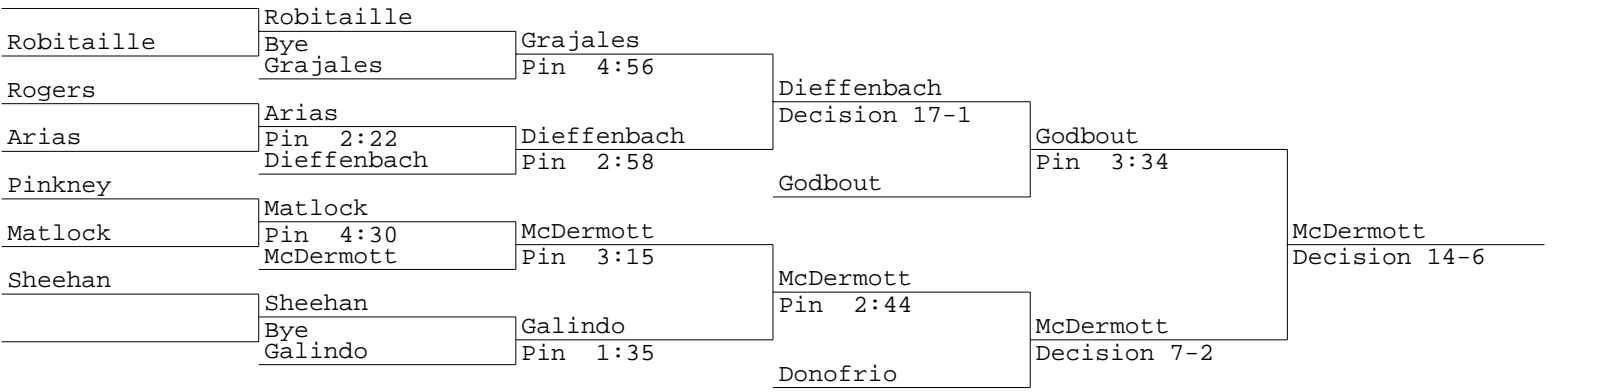 Robitaille
Robitaille
Bye
Grajales
Grajales
Pin 4:56
Rogers
Arias
Arias
Pin 2:22
Dieffenbach
Dieffenbach
Pin 2:58
Dieffenbach
Decision 17-1
Godbout
Godbout
Pin 3:34
Pinkney
Matlock
Matlock
Pin 4:30
McDermott
McDermott
Pin 3:15
Sheehan
Sheehan
Bye
Galindo
Galindo
Pin 1:35
McDermott
Pin 2:44
Donofrio
McDermott
Decision 7-2
McDermott
Decision 14-6